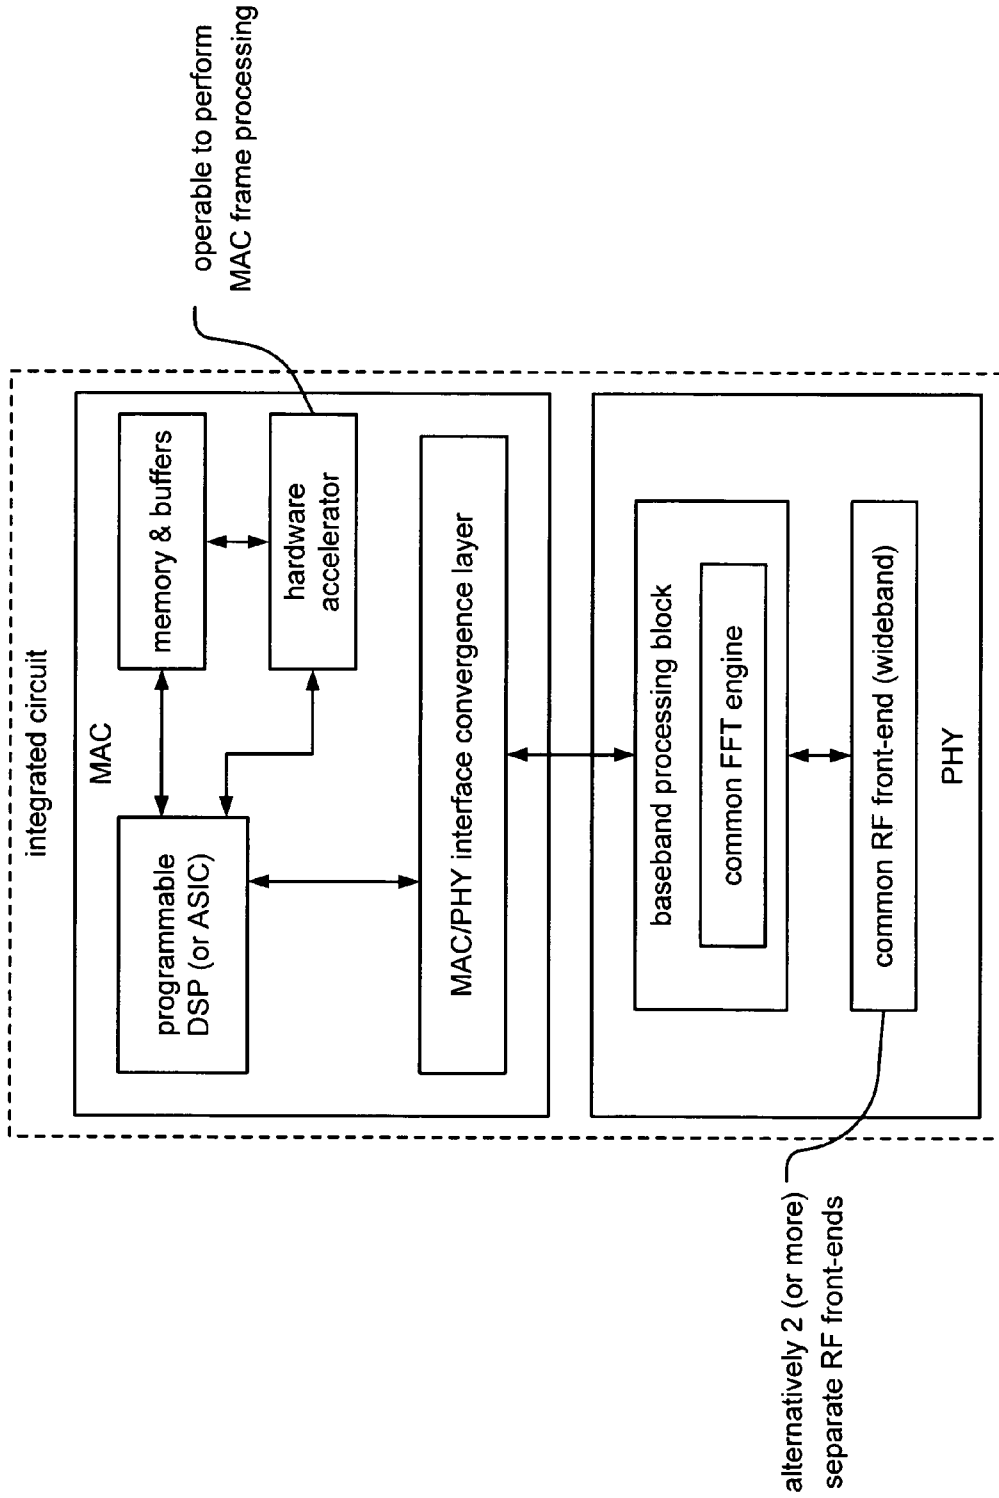 integrated circuit
MAC
programmable
DSP (or ASIC)
memory & buffers
hardware
accelerator
operable to perform
MAC frame processing
MAC/PHY interface convergence layer
baseband processing block
common FFT engine
common RF front-end (wideband)
PHY
alternatively 2 (or more)
separate RF front-ends